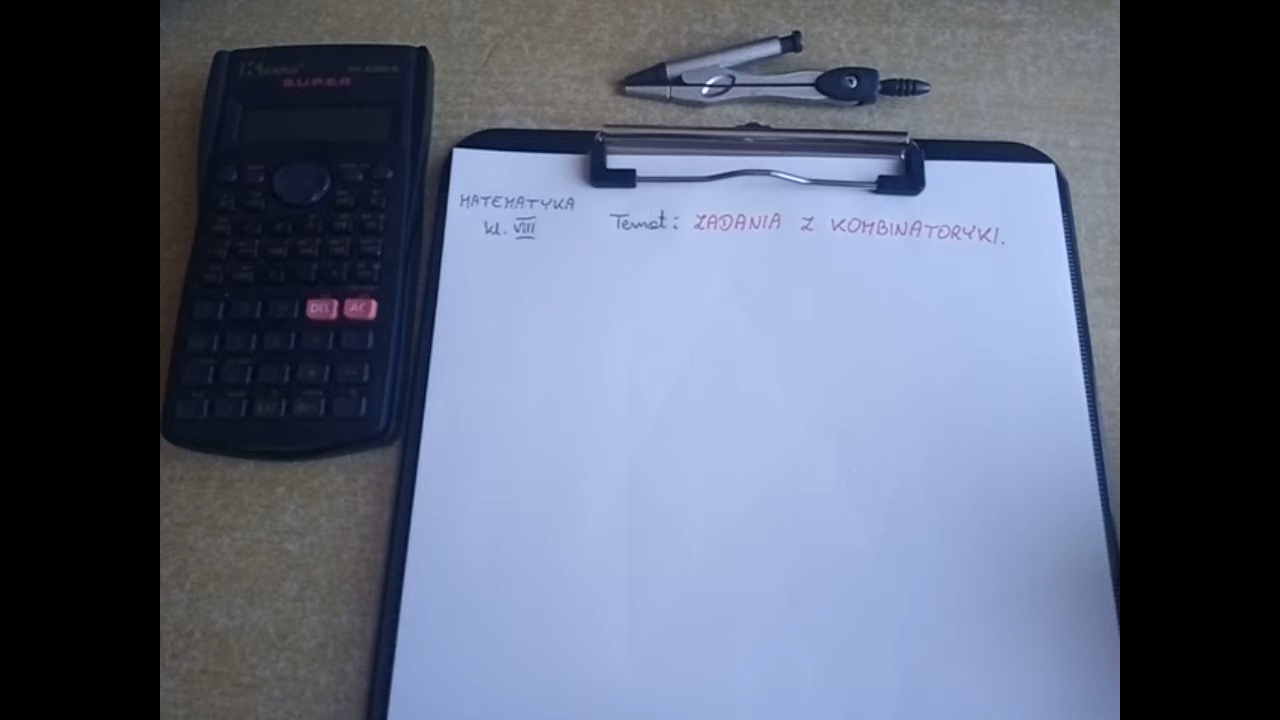 SUPER
DEL AC
MATEMATYKA
kl. VIII
Temat: ZADANIA Z KOMBINATORYKI.